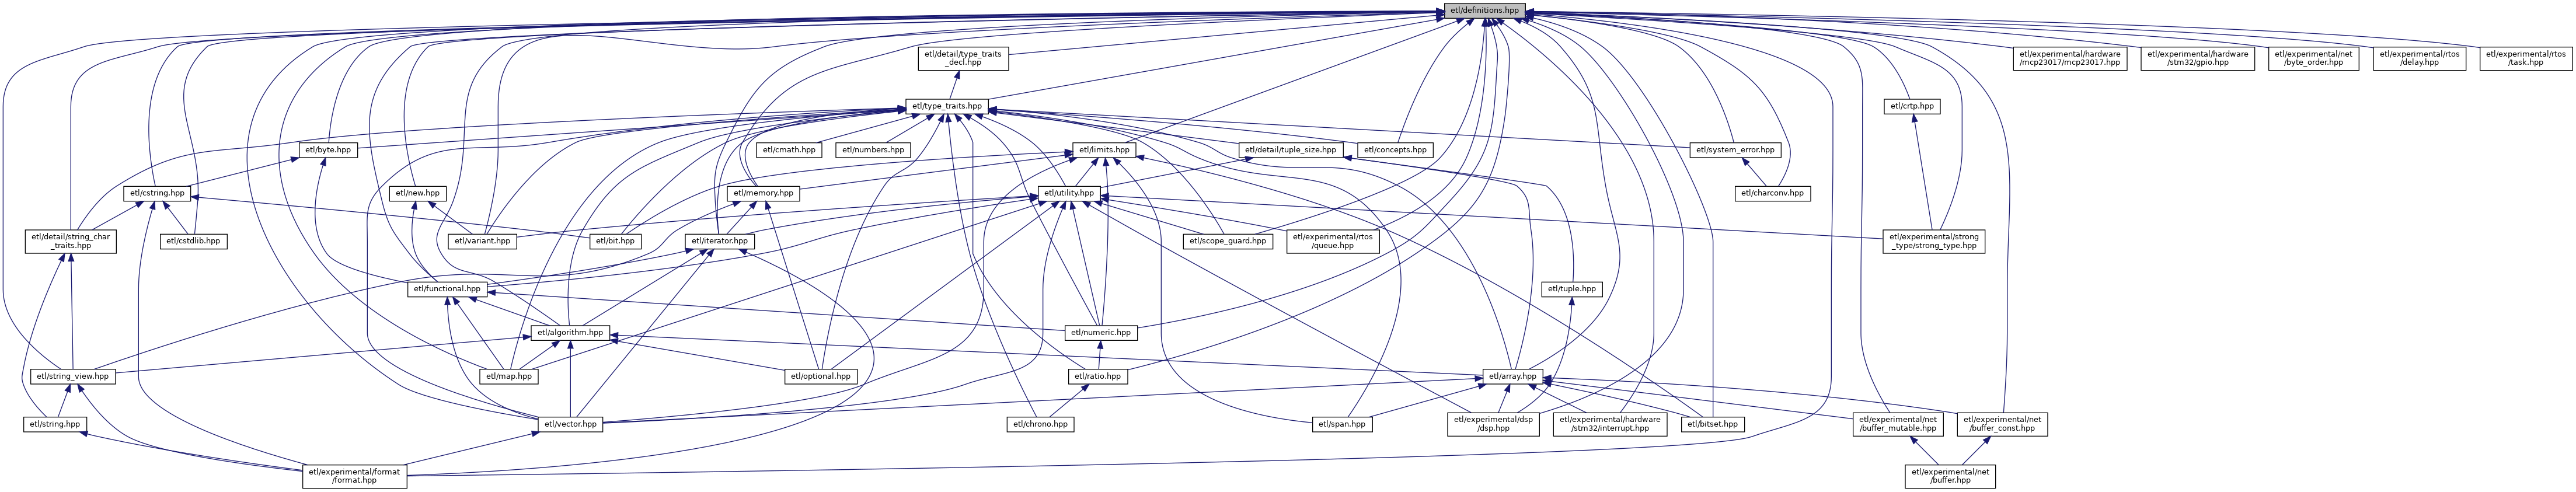 etl/definitions.hpp
etl/detail/type_traits
_decl.hpp
etl/experimental/hardware
/mcp23017/mcp23017.hpp
etl/experimental/hardware
/stm32/gpio.hpp
etl/experimental/net
/byte_order.hpp
etl/experimental/rtos
/delay.hpp
etl/experimental/rtos
/task.hpp
etl/type_traits.hpp
etl/crtp.hpp
etl/byte.hpp
etl/cmath.hpp
etl/numbers.hpp
etl/limits.hpp
etl/detail/tuple_size.hpp
etl/concepts.hpp
etl/system_error.hpp
etl/cstring.hpp
etl/new.hpp
etl/memory.hpp
etl/utility.hpp
etl/charconv.hpp
etl/detail/string_char
_traits.hpp
etl/cstdlib.hpp
etl/variant.hpp
etl/bit.hpp
etl/iterator.hpp
etl/scope_guard.hpp
etl/experimental/rtos
/queue.hpp
etl/experimental/strong
_type/strong_type.hpp
etl/functional.hpp
etl/tuple.hpp
etl/algorithm.hpp
etl/numeric.hpp
etl/string_view.hpp
etl/map.hpp
etl/optional.hpp
etl/ratio.hpp
etl/array.hpp
etl/string.hpp
etl/vector.hpp
etl/chrono.hpp
etl/span.hpp
etl/experimental/dsp
/dsp.hpp
etl/experimental/hardware
/stm32/interrupt.hpp
etl/bitset.hpp
etl/experimental/net
/buffer_mutable.hpp
etl/experimental/net
/buffer_const.hpp
etl/experimental/format
/format.hpp
etl/experimental/net
/buffer.hpp